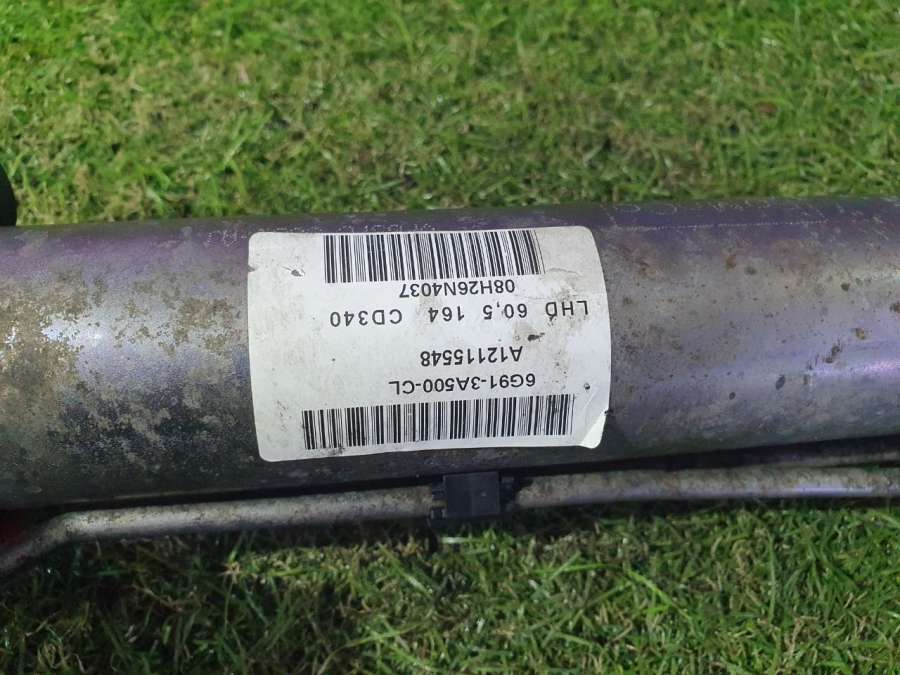 6G91-3A500-CL
A12115548
LHD 60,5 164 CD340
08H26N4037